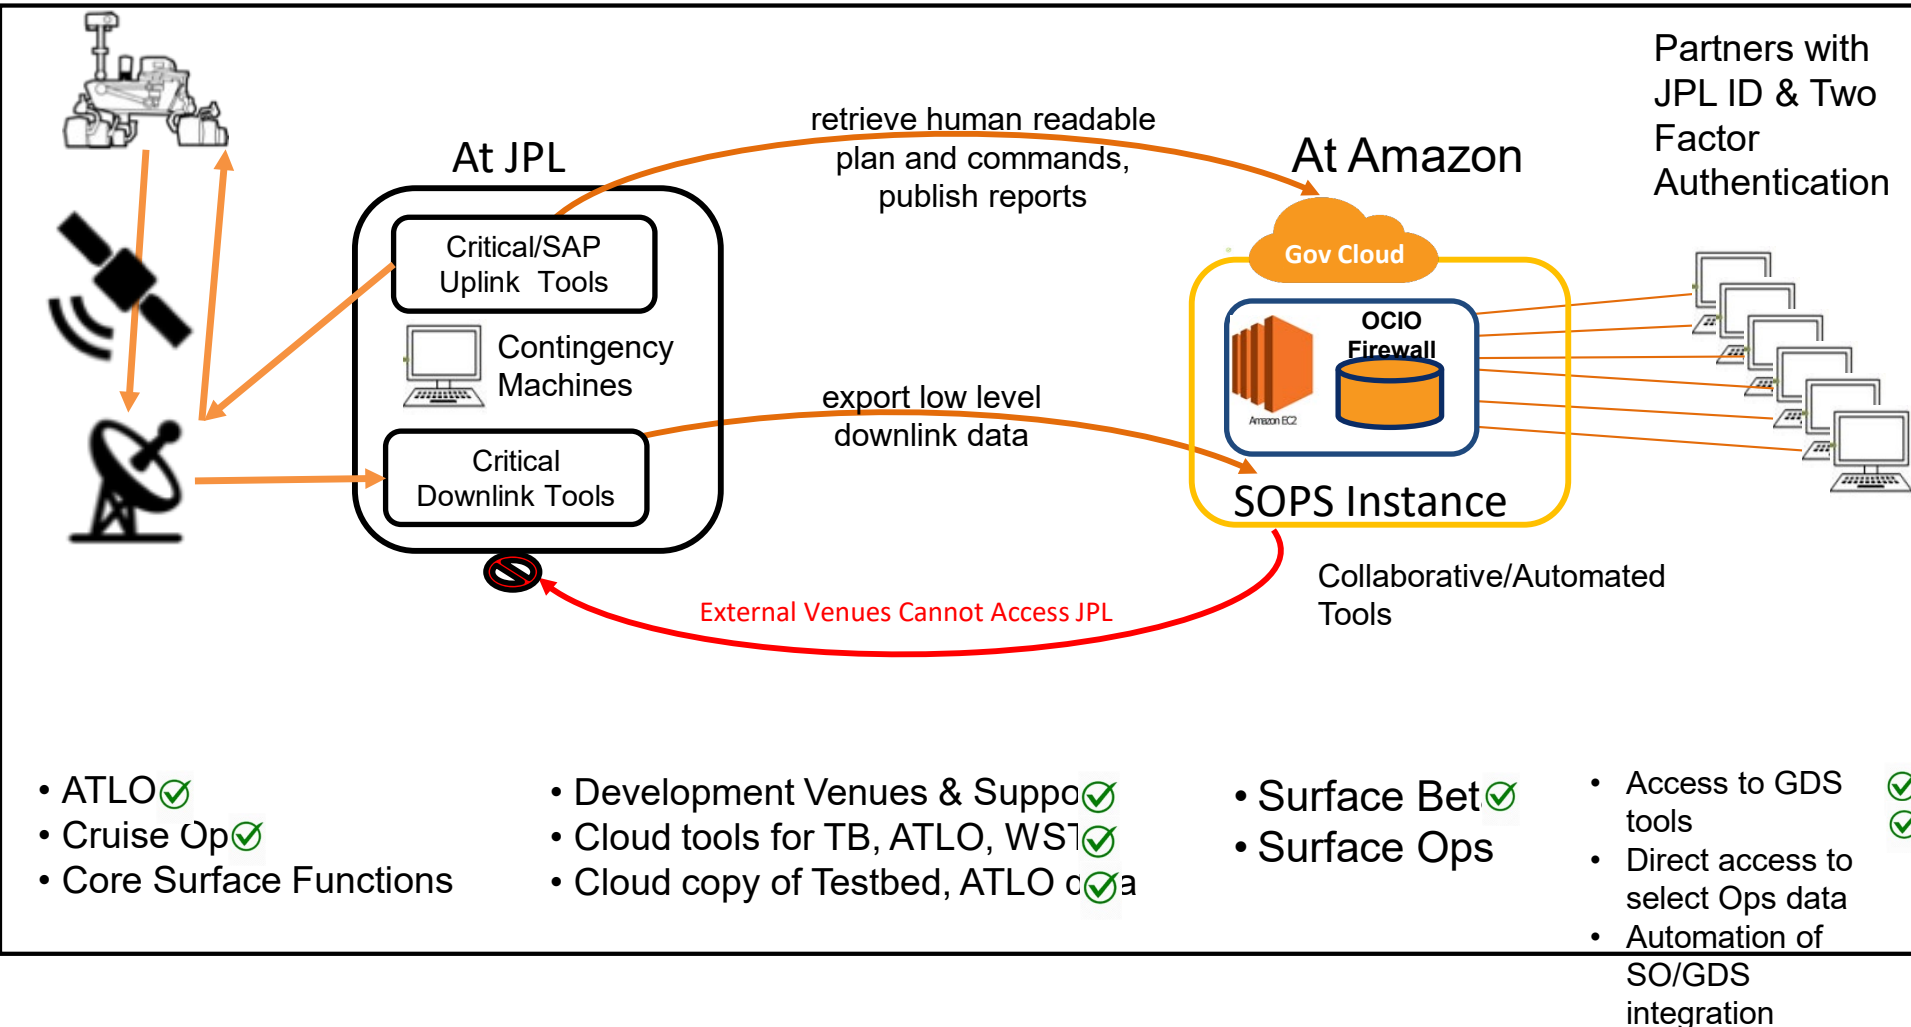 Partners with
JPL ID & Two
Factor
Authentication
At JPL
retrieve human readable
plan and commands,
publish reports
At Amazon
Critical/SAP
Uplink Tools
Gov Cloud
Contingency
Machines
OCIO
Firewall
Amazon EC2
export low level
downlink data
Critical
Downlink Tools
SOPS Instance
External Venues Cannot Access JPL
Collaborative/Automated
Tools
• ATLO
• Cruise Op
• Core Surface Functions
• Development Venues & Suppo
• Cloud tools for TB, ATLO, WST
• Cloud copy of Testbed, ATLO
• Surface Bet
• Surface Ops
• Access to GDS
tools
• Direct access to
select Ops data
• Automation of
SO/GDS
integration